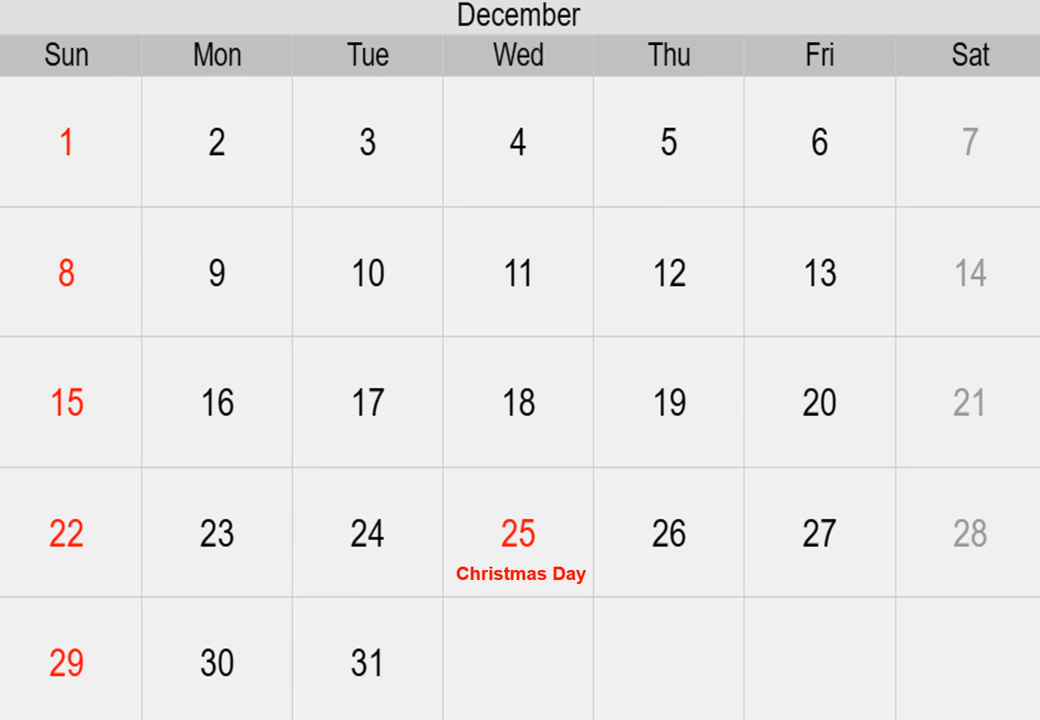 December
Sun Mon Tue Wed Thu Fri Sat
1 2 3 4 5 6 7
8 9 10 11 12 13 14
15 16 17 18 19 20 21
22 23 24 25 26 27 28
Christmas Day
29 30 31